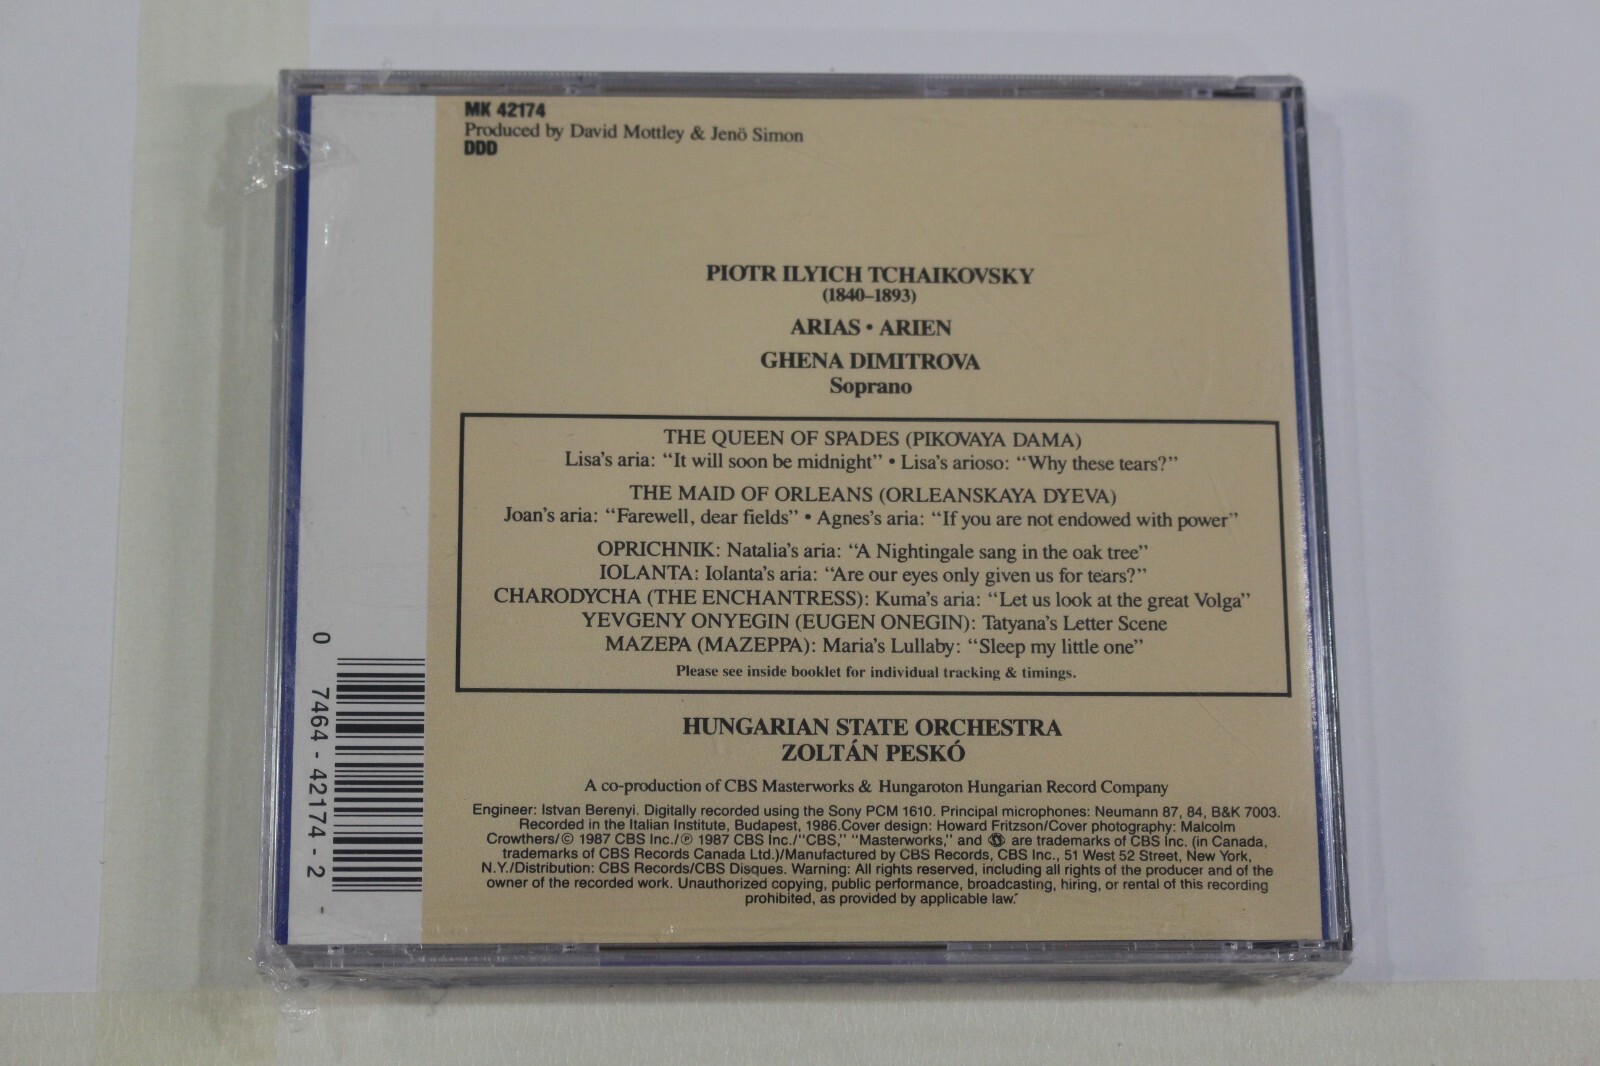 MK 42174
Produced by David Mottley & Jenö Simon
DDD
PIOTR ILYICH TCHAIKOVSKY
(1840–1893)
ARIAS • ARIEN
GHENA DIMITROVA
Soprano
THE QUEEN OF SPADES (PIKOVAYA DAMA)
Lisa's aria: "It will soon be midnight" • Lisa's arioso: "Why these tears?"
THE MAID OF ORLEANS (ORLEANSKAYA DYEVA)
Joan's aria: "Farewell, dear fields" • Agnes's aria: "If you are not endowed with power"
OPRICHNIK: Natalia's aria: "A Nightingale sang in the oak tree"
IOLANTA: Iolanta's aria: "Are our eyes only given us for tears?"
CHARODYCHA (THE ENCHANTRESS): Kuma's aria: "Let us look at the great Volga"
YEVGENY ONYEGIN (EUGEN ONEGIN): Tatyana's Letter Scene
MAZEPA (MAZEPPA): Maria's Lullaby: "Sleep my little one"
Please see inside booklet for individual tracking & timings.
HUNGARIAN STATE ORCHESTRA
ZOLTÁN PESKÓ
A co-production of CBS Masterworks & Hungaroton Hungarian Record Company
Engineer: Istvan Berenyi. Digitally recorded using the Sony PCM 1610. Principal microphones: Neumann 87, 84, B&K 7003.
Recorded in the Italian Institute, Budapest, 1986.Cover design: Howard Fritzson/Cover photography: Malcolm
Crowthers/© 1987 CBS Inc./℗ 1987 CBS Inc./"CBS," "Masterworks," and are trademarks of CBS Inc. (in Canada,
trademarks of CBS Records Canada Ltd.)/Manufactured by CBS Records, CBS Inc., 51 West 52 Street, New York,
N.Y./Distribution: CBS Records/CBS Disques. Warning: All rights reserved, including all rights of the producer and of the
owner of the recorded work. Unauthorized copying, public performance, broadcasting, hiring, or rental of this recording
prohibited, as provided by applicable law.
0 7464-42174-2 -